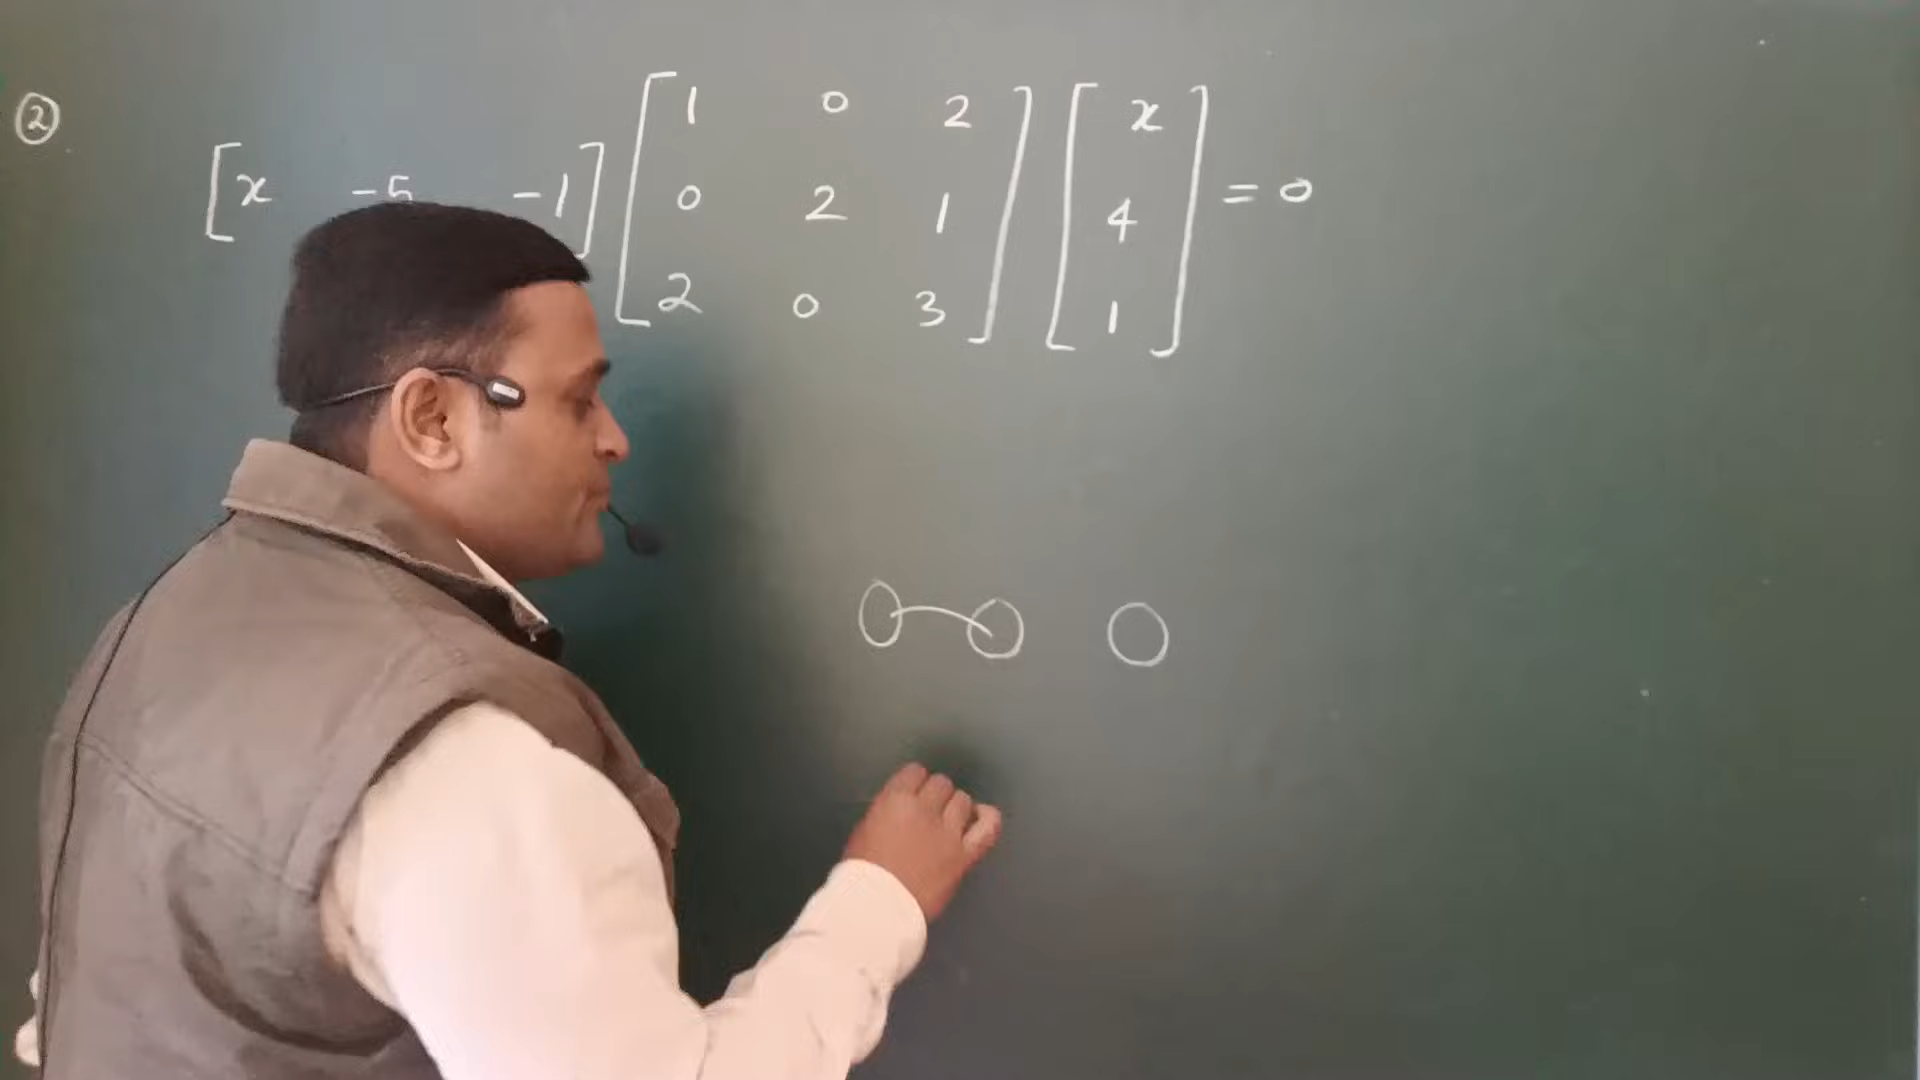 ②
[x -5 -1] [1 0 2] [x]
[0 2 1] [4] = 0
[2 0 3] [1]